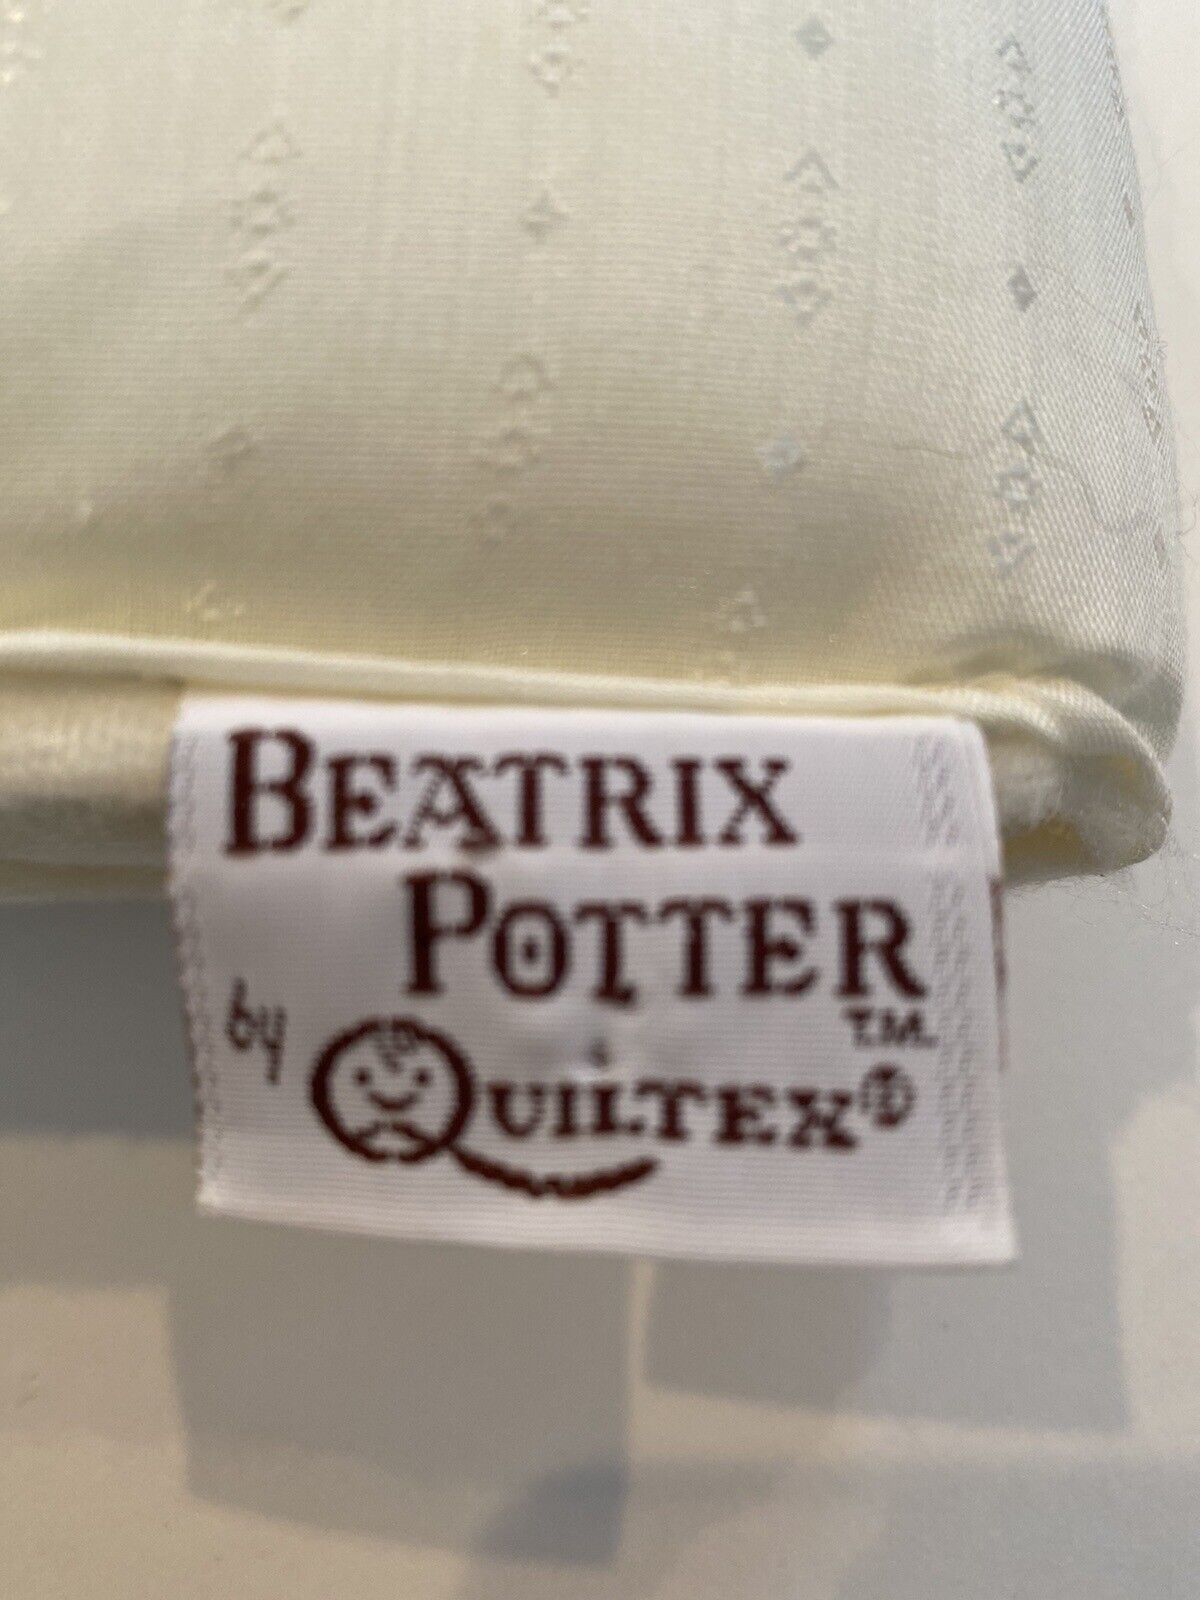 BEATRIX
POTTER
T.M.
by QUILTEX®